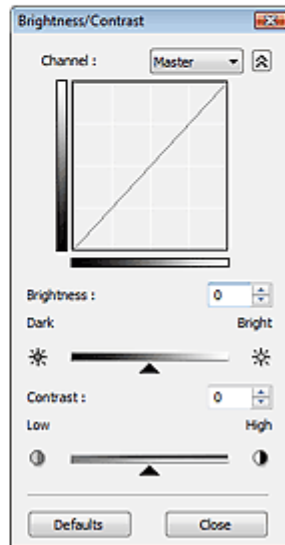 Brightness/Contrast
Channel : Master
Brightness : 0
Dark Bright
Contrast : 0
Low High
Defaults Close